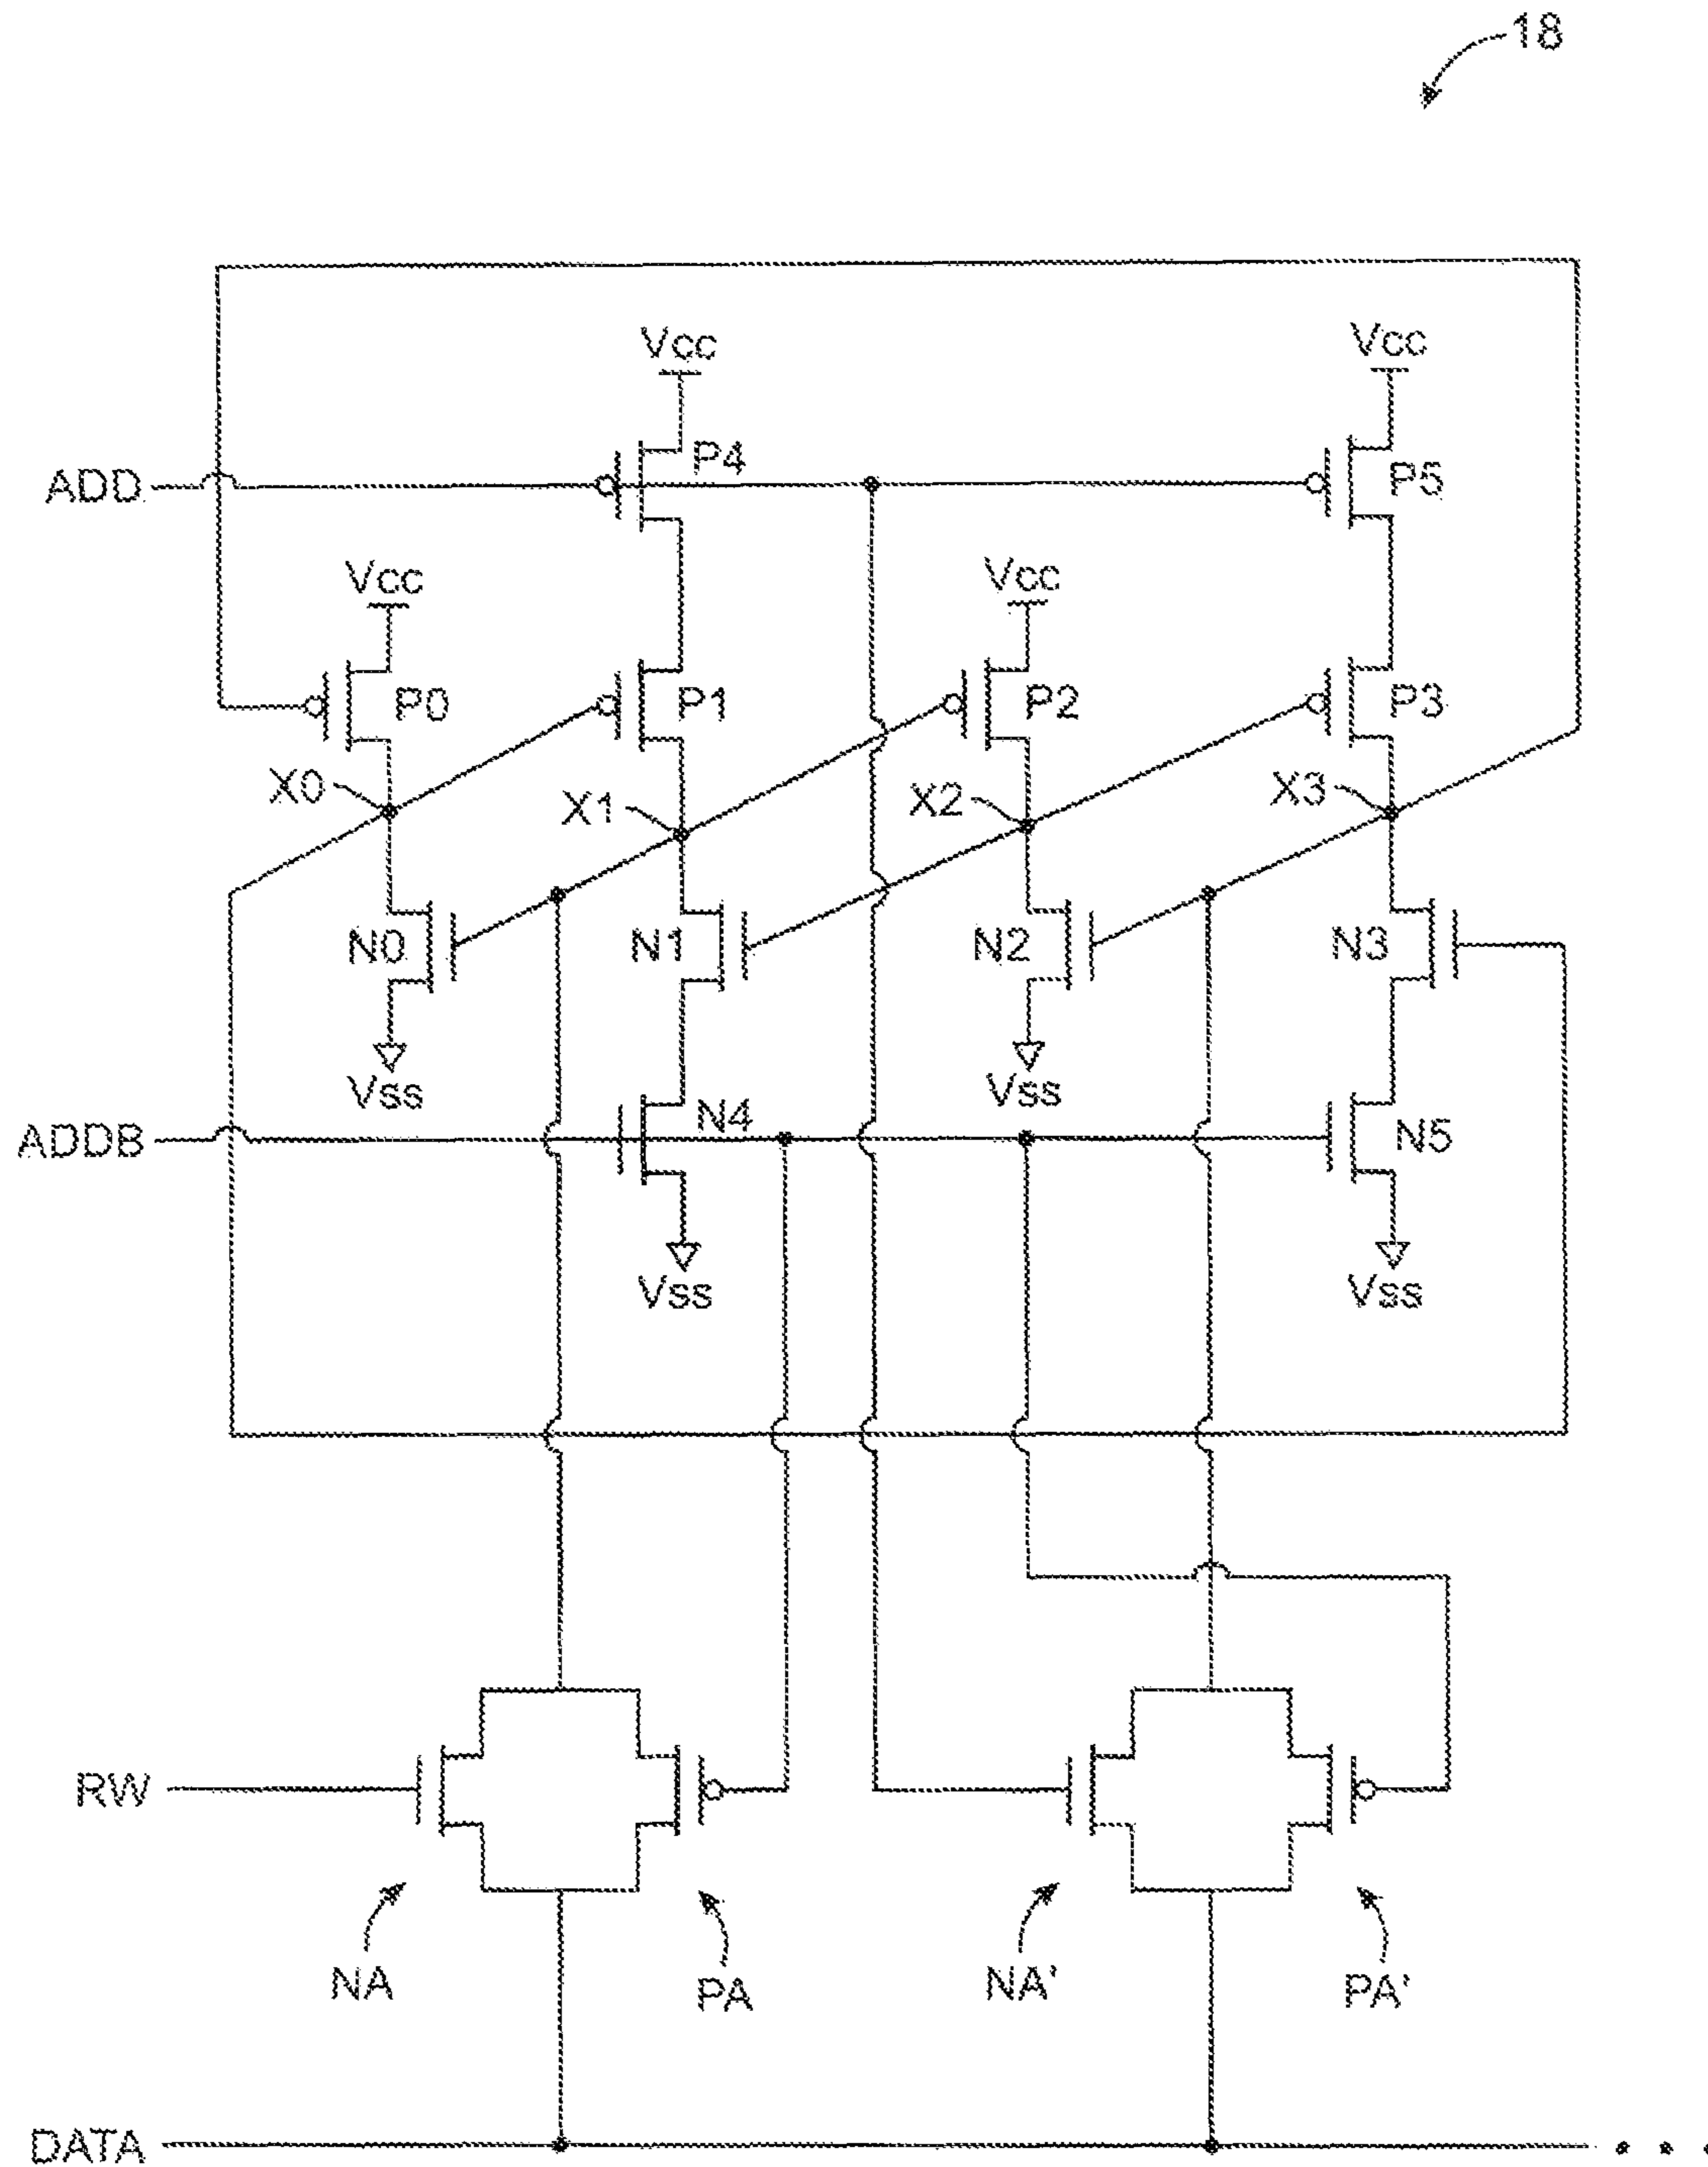 18
Vcc
Vcc
P4
ADD
P5
Vcc
Vcc
P0
P1
P2
P3
X0
X1
X2
X3
N0
N1
N2
N3
Vss
Vss
N4
ADDB
N5
Vss
Vss
RW
NA
PA
NA'
PA'
DATA